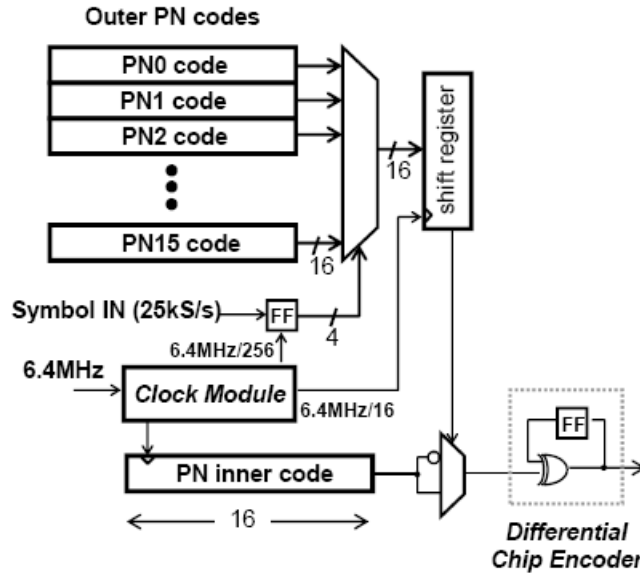 Outer PN codes
PN0 code
PN1 code
PN2 code
PN15 code
16
16
shift register
Symbol IN (25kS/s)
FF
4
6.4MHz/256
6.4MHz
Clock Module
6.4MHz/16
PN inner code
16
FF
Differential
Chip Encoder